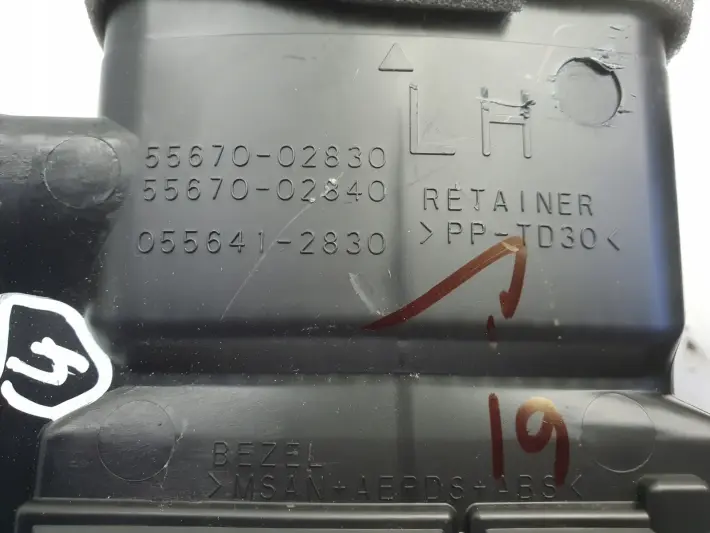 LH
55670-02830
55670-02840
055641-2830
RETAINER
>PP-TD30<
4
19
BEZEL
>MSAN+AEPDS+ABS<